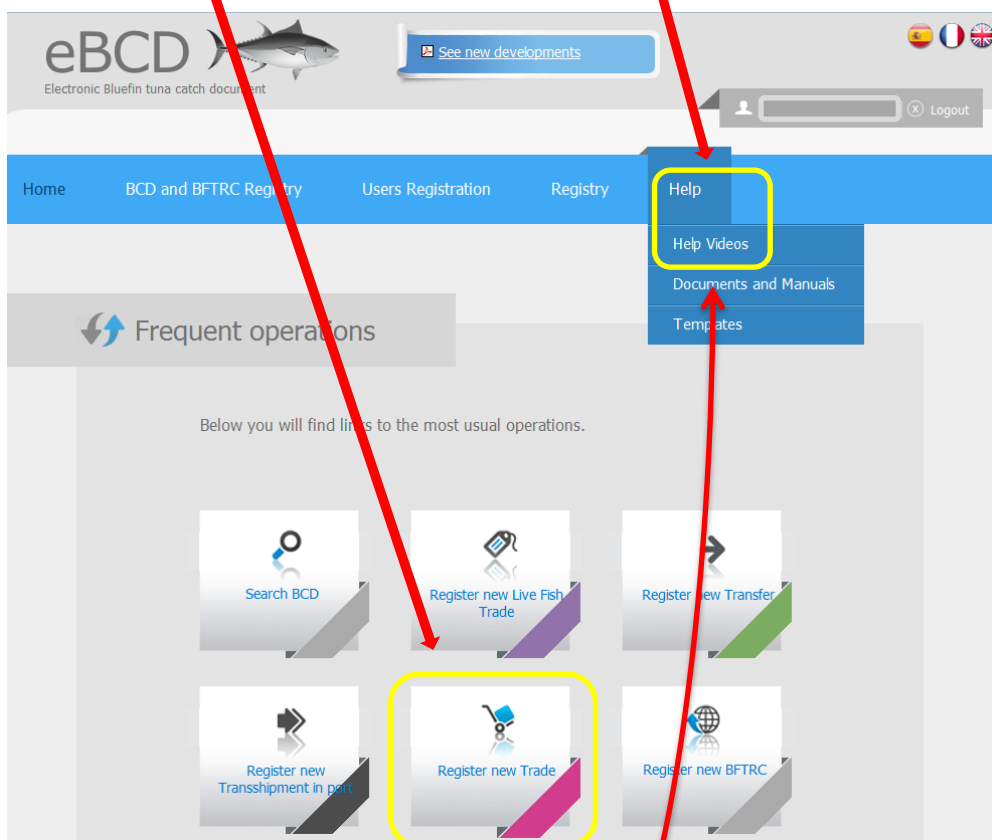 eBCD
Electronic Bluefin tuna catch document
See new developments
Logout
Home
BCD and BFTRC Registry
Users Registration
Registry
Help
Help Videos
Documents and Manuals
Templates
Frequent operations
Below you will find links to the most usual operations.
Search BCD
Register new Live Fish
Trade
Register new Transfer
Register new
Transshipment in port
Register new Trade
Register new BFTRC